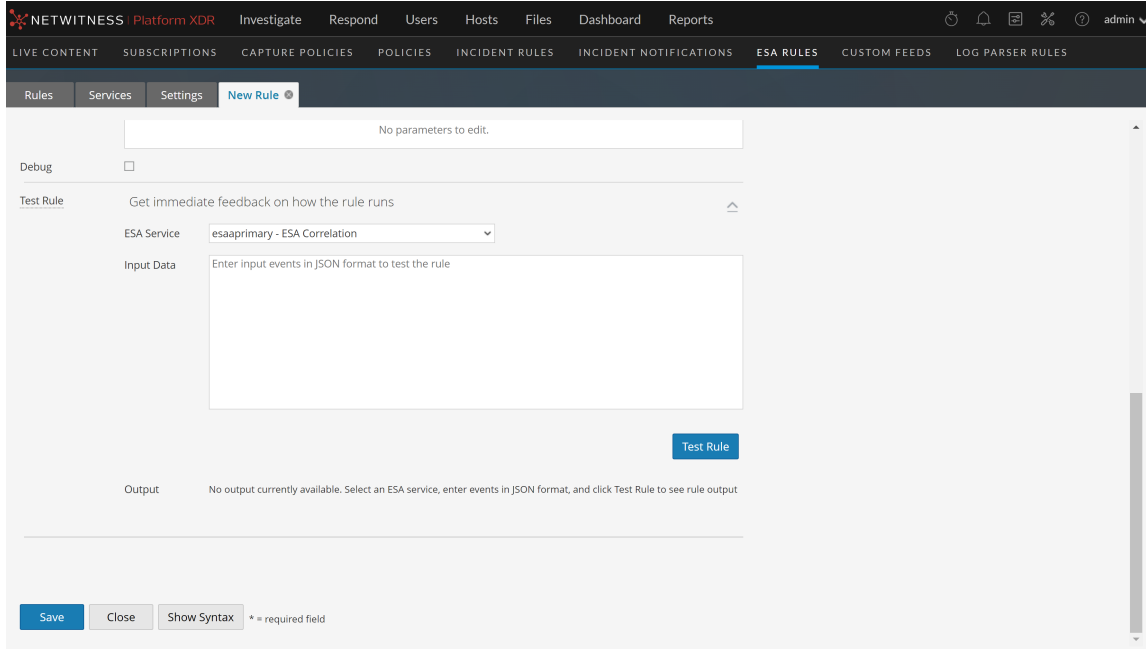 NETWITNESS Platform XDR Investigate Respond Users Hosts Files Dashboard Reports admin
LIVE CONTENT SUBSCRIPTIONS CAPTURE POLICIES POLICIES INCIDENT RULES INCIDENT NOTIFICATIONS ESA RULES CUSTOM FEEDS LOG PARSER RULES
Rules Services Settings New Rule
No parameters to edit.
Debug
Test Rule Get immediate feedback on how the rule runs
ESA Service esaaprimary - ESA Correlation
Input Data Enter input events in JSON format to test the rule
Test Rule
Output No output currently available. Select an ESA service, enter events in JSON format, and click Test Rule to see rule output
Save Close Show Syntax * = required field